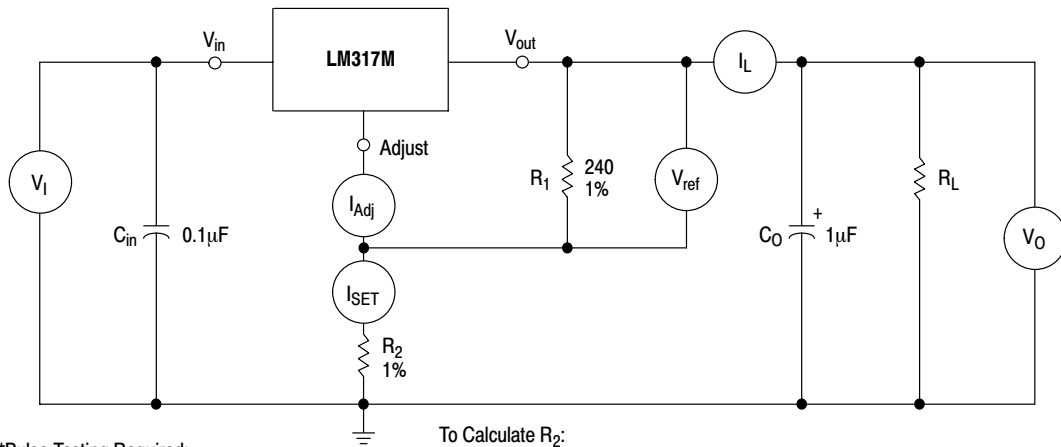 LM317M
V_in
V_out
I_L
Adjust
R_1
240
1%
V_ref
R_L
V_I
I_Adj
C_in
0.1µF
C_O
+
1µF
V_O
I_SET
R_2
1%
To Calculate R_2: